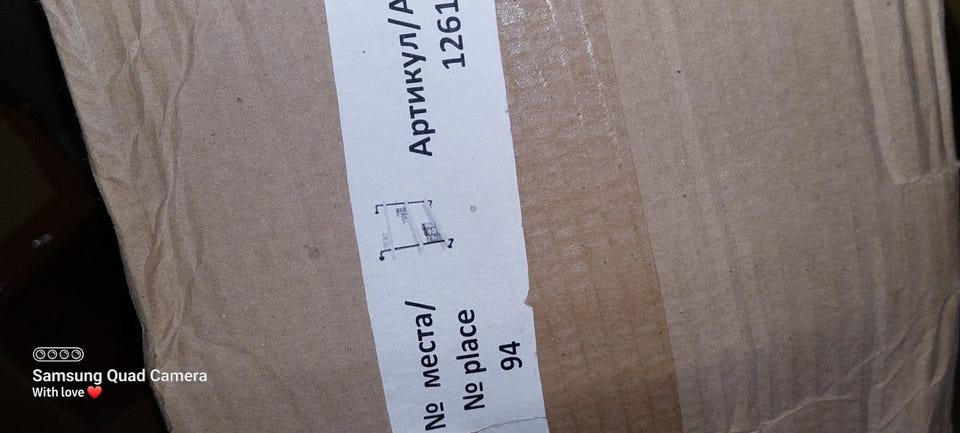 № места/
№ place
94
Артикул/А
1261
Samsung Quad Camera
With love ❤️